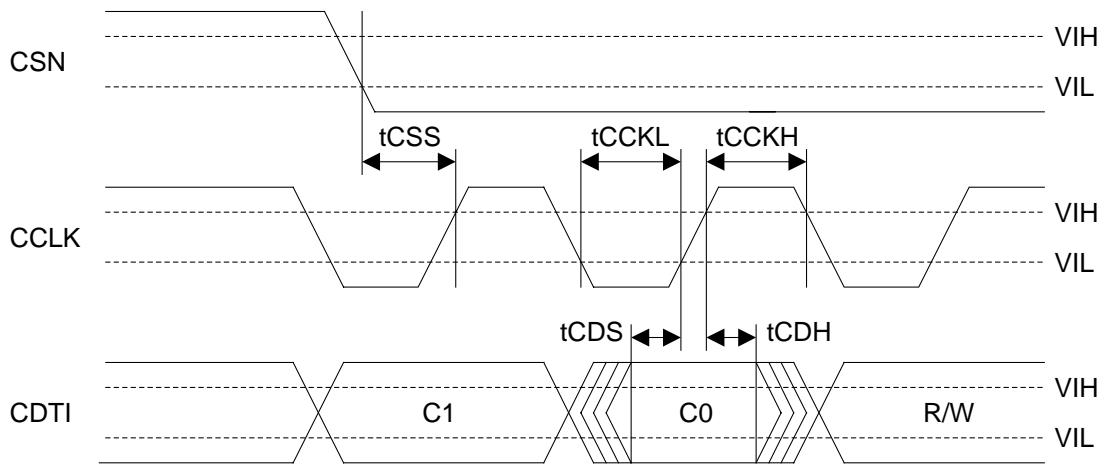 VIH
CSN
VIL
tCSS
tCCKL
tCCKH
VIH
CCLK
VIL
tCDS
tCDH
VIH
CDTI
C1
C0
R/W
VIL